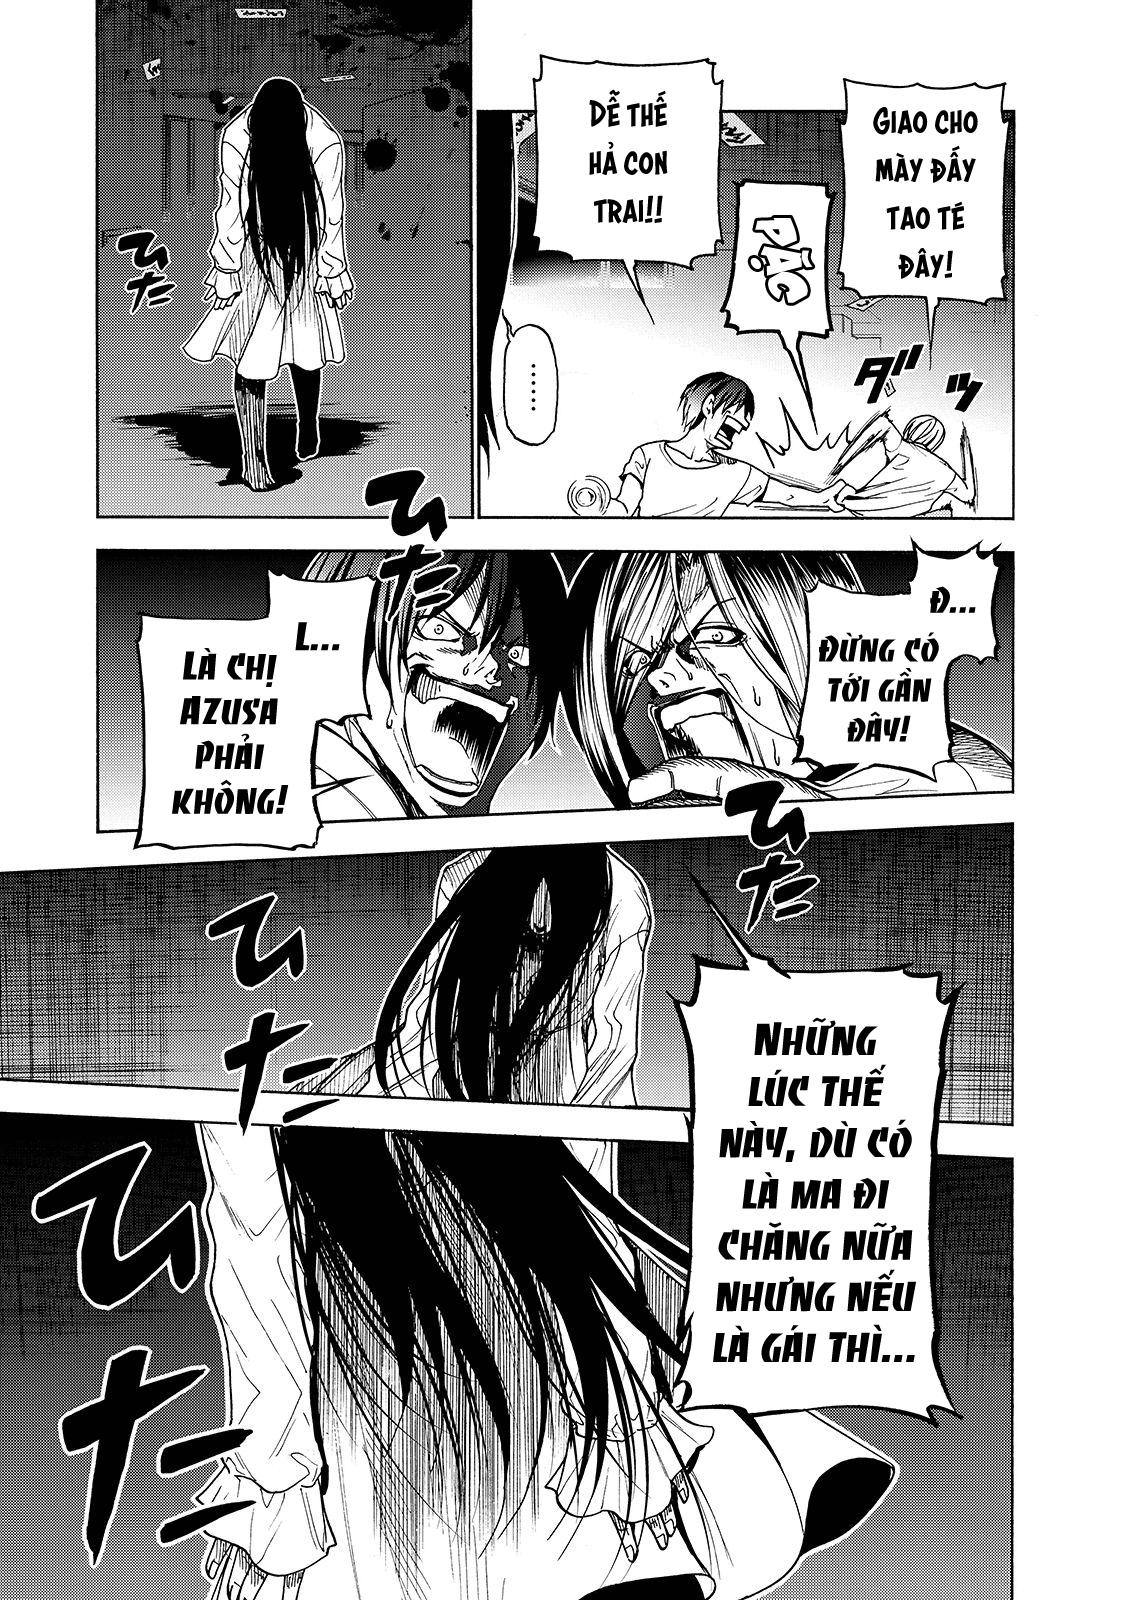 GIAO CHO
MÀY ĐẤY
TAO TÉ
ĐÂY!
PẶC
DỄ THẾ
HẢ CON
TRAI!!
ダッ
......
ひた
Đ...
ĐỪNG CÓ
TỚI GẦN
ĐÂY!
ひた
L...
LÀ CHỊ
AZUSA
PHẢI
KHÔNG!
ひた
ひた
NHỮNG
LÚC THẾ
NÀY, DÙ CÓ
LÀ MA ĐI
CHĂNG NỮA
NHƯNG NẾU
LÀ GÁI THÌ...
ひた